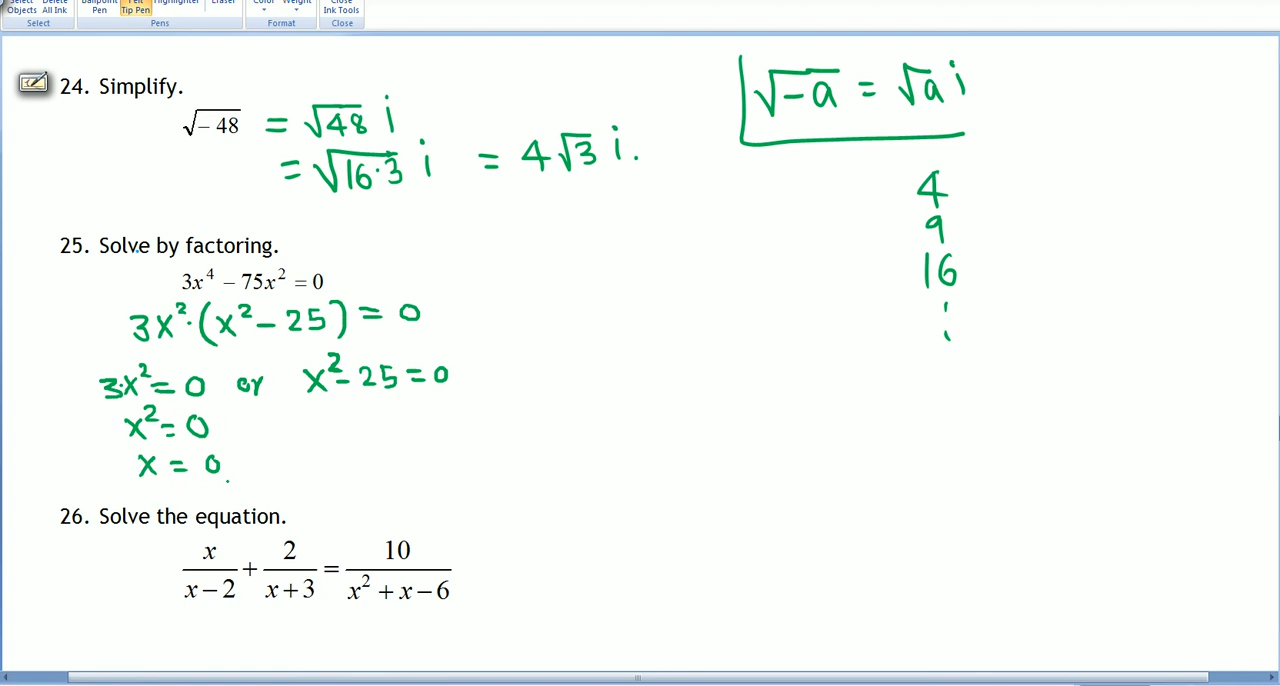 Select Delete Ballpoint Felt Highlighter Eraser Color Weight Close
Objects All Ink Pen Tip Pen Ink Tools
Select Pens Format Close
24. Simplify.
√-a = √a i
√− 48 = √48 i
= √16·3 i = 4√3 i.
4
9
16
25. Solve by factoring.
3x⁴ − 75x² = 0
3x²·(x² − 25) = 0
3·x² = 0 or x² - 25 = 0
x² = 0
x = 0.
26. Solve the equation.
x/(x − 2) + 2/(x + 3) = 10/(x² + x − 6)